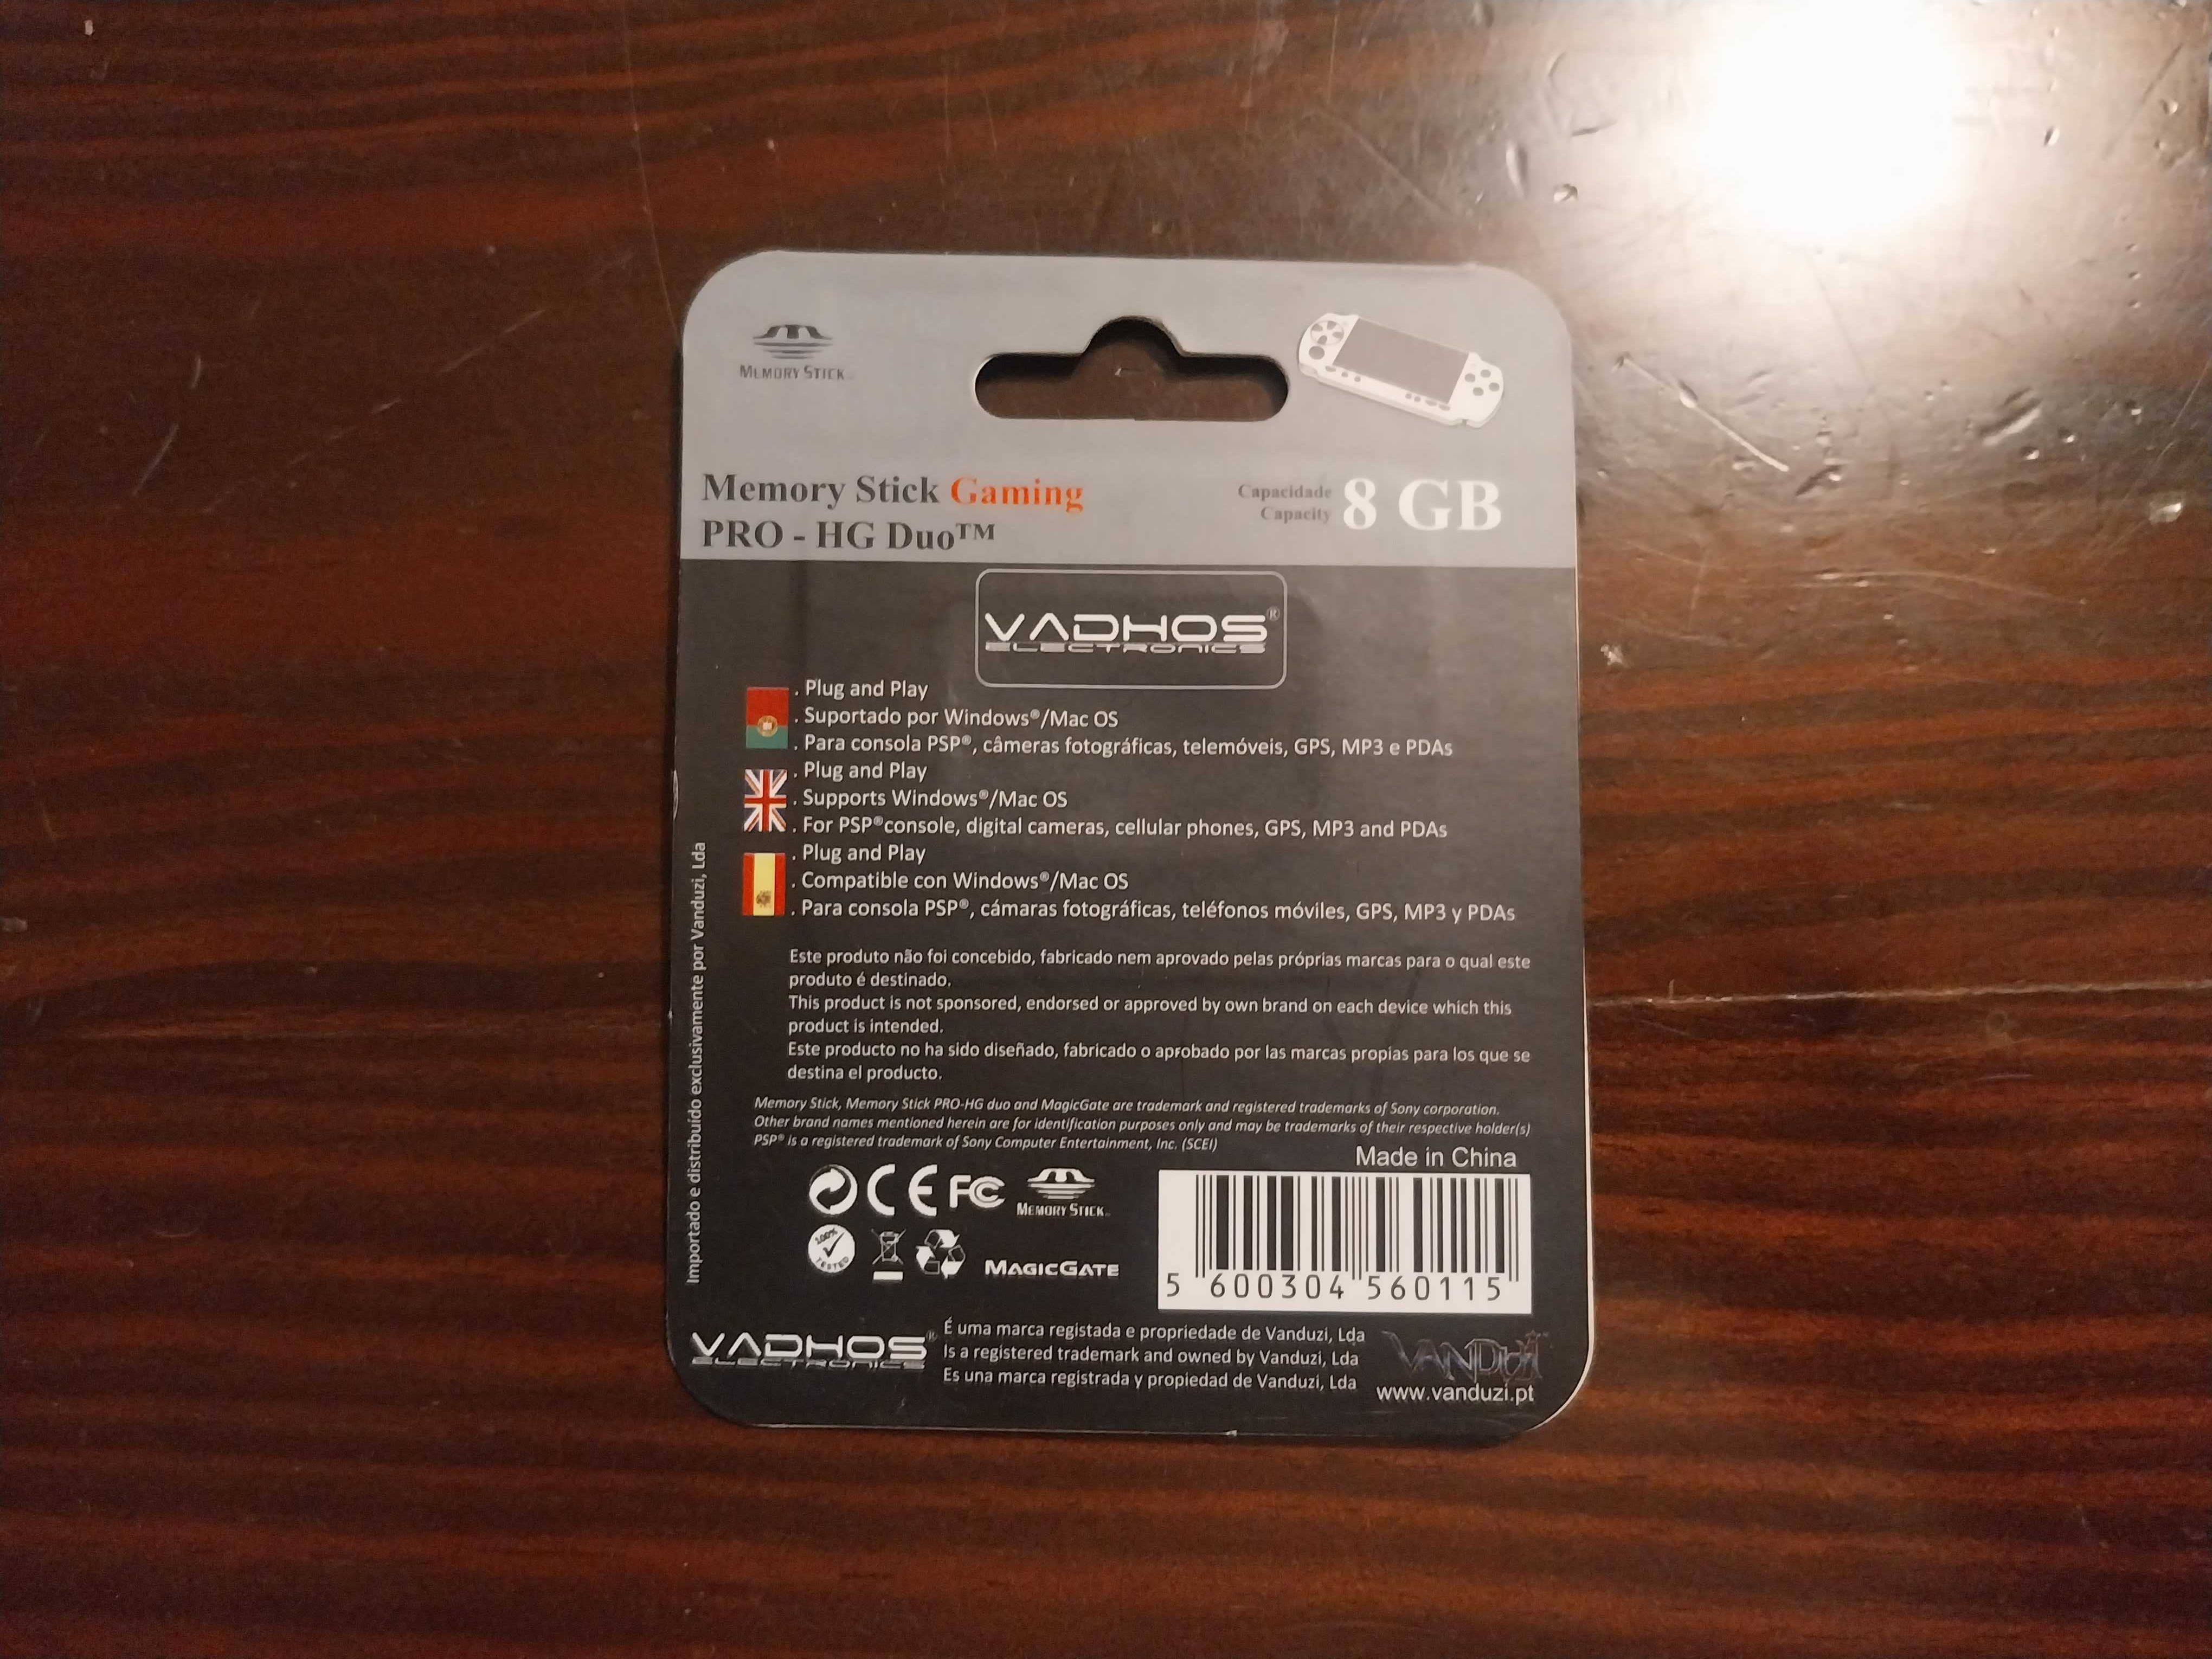 MEMORY STICK™
Memory Stick Gaming
PRO - HG Duo™
Capacidade
Capacity
8 GB
VADHOS®
ELECTRONICS
. Plug and Play
. Suportado por Windows®/Mac OS
. Para consola PSP®, câmeras fotográficas, telemóveis, GPS, MP3 e PDAs
. Plug and Play
. Supports Windows®/Mac OS
. For PSP®console, digital cameras, cellular phones, GPS, MP3 and PDAs
. Plug and Play
. Compatible con Windows®/Mac OS
. Para consola PSP®, cámaras fotográficas, teléfonos móviles, GPS, MP3 y PDAs
Este produto não foi concebido, fabricado nem aprovado pelas próprias marcas para o qual este
produto é destinado.
This product is not sponsored, endorsed or approved by own brand on each device which this
product is intended.
Este producto no ha sido diseñado, fabricado o aprobado por las marcas propias para los que se
destina el producto.
Memory Stick, Memory Stick PRO-HG duo and MagicGate are trademark and registered trademarks of Sony corporation.
Other brand names mentioned herein are for identification purposes only and may be trademarks of their respective holder(s)
PSP® is a registered trademark of Sony Computer Entertainment, Inc. (SCEI)
Made in China
CE FC
MEMORY STICK™
100%
TESTED
MAGICGATE
5 600304 560115
Importado e distribuído exclusivamente por Vanduzi, Lda
VADHOS®
ELECTRONICS
É uma marca registada e propriedade de Vanduzi, Lda
Is a registered trademark and owned by Vanduzi, Lda
Es una marca registrada y propiedad de Vanduzi, Lda
VANDUZI
www.vanduzi.pt